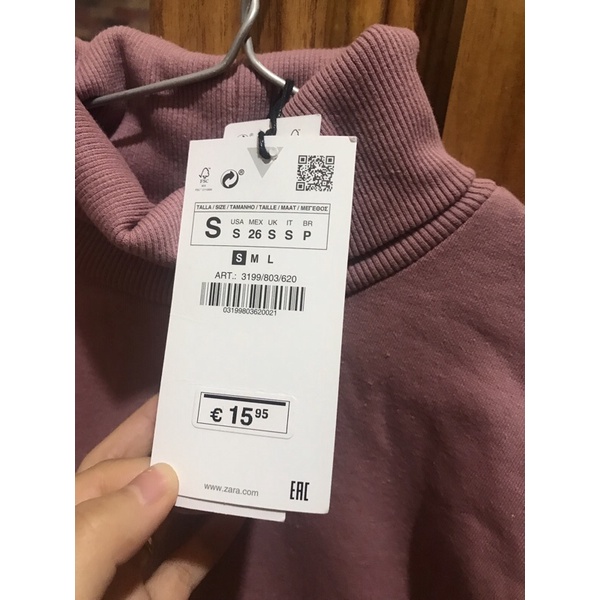 FSC
TALLA / SIZE / TAMANHO / TAILLE / MAAT / ΜΕΓΕΘΟΣ
S USA MEX UK IT BR
S 26 S S P
S M L
ART.: 3199/803/620
03199803620021
€ 15 95
www.zara.com
EAC